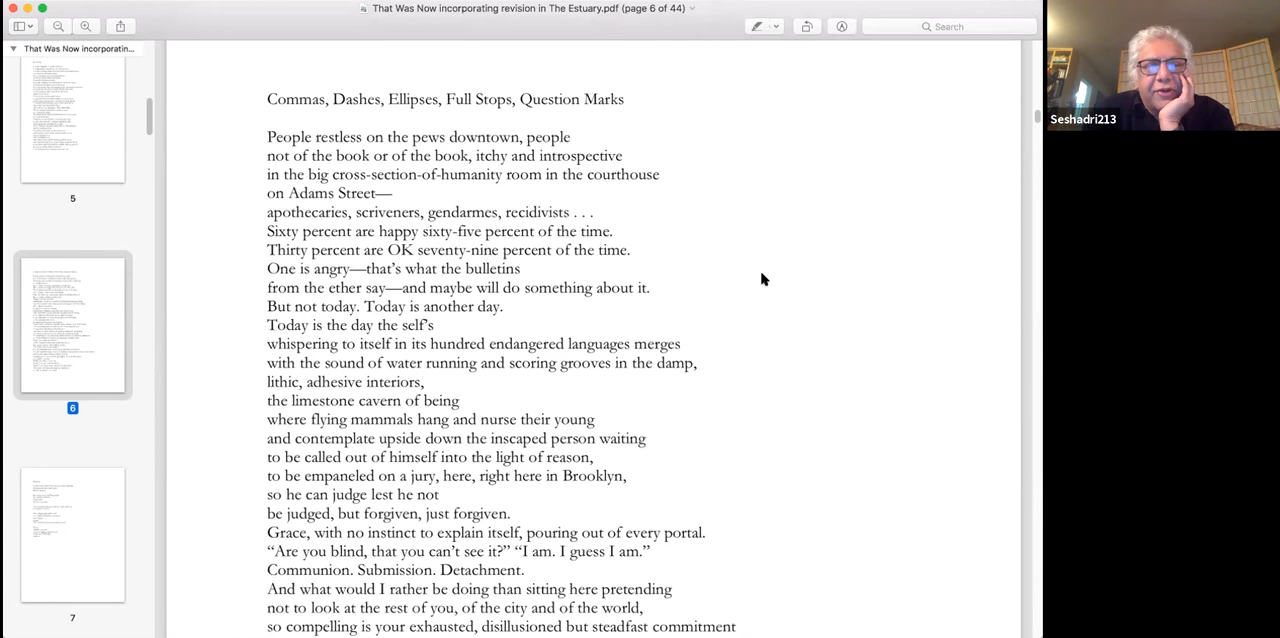 That Was Now incorporating revision in The Estuary.pdf (page 6 of 44)
Search
That Was Now incorporatin...
5
6
7
Commas, Dashes, Ellipses, Full Stops, Question Marks
People useless on the pews downtown, people
not of the book or of the book, itchy and introspective
in the big cross-section-of-humanity room in the courthouse
on Adams Street—
apothecaries, scriveners, gendarmes, recidivists . . .
Sixty percent are happy sixty-five percent of the time.
Thirty percent are OK seventy-nine percent of the time.
One is angry—that's what the bulletins
from the ether say—and maybe will do something about it.
But not today. Today is another day.
Today is the day the self's
whispering to itself in its hundred endangered languages merges
with the sound of water running and scoring grooves in the damp,
lithic, adhesive interiors,
the limestone cavern of being
where flying mammals hang and nurse their young
and contemplate upside down the inscaped person waiting
to be called out of himself into the light of reason,
to be empaneled on a jury, here, right here in Brooklyn,
so he can judge lest he not
be judged, but forgiven, just forgiven.
Grace, with no instinct to explain itself, pouring out of every portal.
“Are you blind, that you can't see it?” “I am. I guess I am.”
Communion. Submission. Detachment.
And what would I rather be doing than sitting here pretending
not to look at the rest of you, of the city and of the world,
so compelling is your exhausted, disillusioned but steadfast commitment
Seshadri213